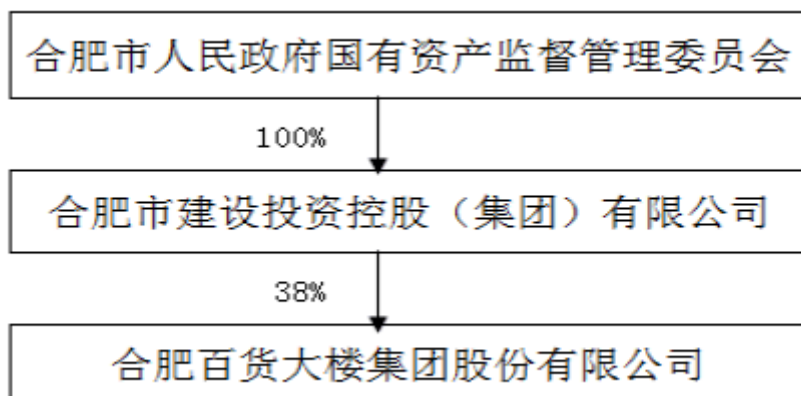 合肥市人民政府国有资产监督管理委员会
100%
合肥市建设投资控股（集团）有限公司
38%
合肥百货大楼集团股份有限公司